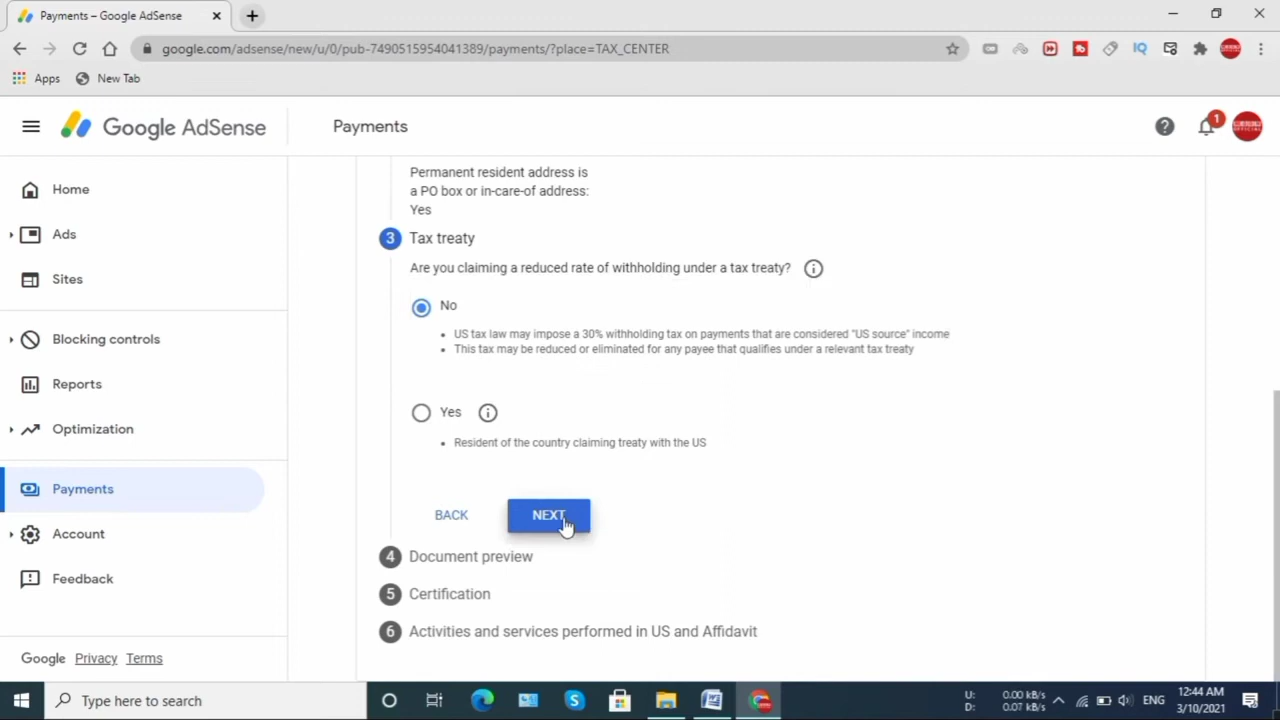 Payments – Google AdSense
google.com/adsense/new/u/0/pub-7490515954041389/payments/?place=TAX_CENTER
IQ
Apps
New Tab
Google AdSense
Payments
1
Home
Ads
Sites
Blocking controls
Reports
Optimization
Payments
Account
Feedback
Google Privacy Terms
Permanent resident address is
a PO box or in-care-of address:
Yes
3 Tax treaty
Are you claiming a reduced rate of withholding under a tax treaty?
No
• US tax law may impose a 30% withholding tax on payments that are considered "US source" income
• This tax may be reduced or eliminated for any payee that qualifies under a relevant tax treaty
Yes
• Resident of the country claiming treaty with the US
BACK NEXT
4 Document preview
5 Certification
6 Activities and services performed in US and Affidavit
Type here to search
U: 0.00 kB/s
D: 0.07 kB/s
ENG
12:44 AM
3/10/2021